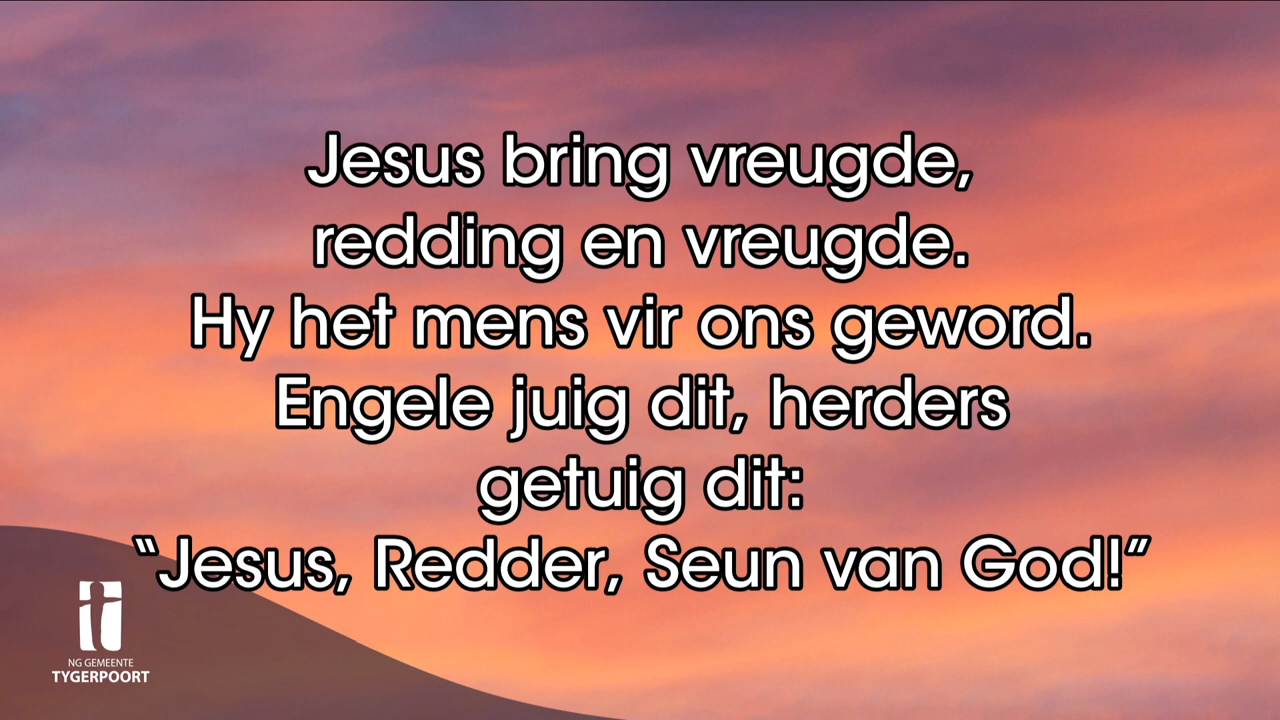 Jesus bring vreugde,
redding en vreugde.
Hy het mens vir ons geword.
Engele juig dit, herders
getuig dit:
“Jesus, Redder, Seun van God!”
NG GEMEENTE
TYGERPOORT